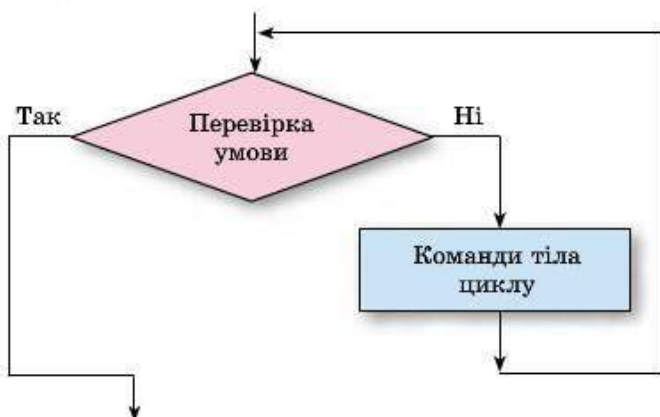 Так
Перевірка
умови
Ні
Команди тіла
циклу